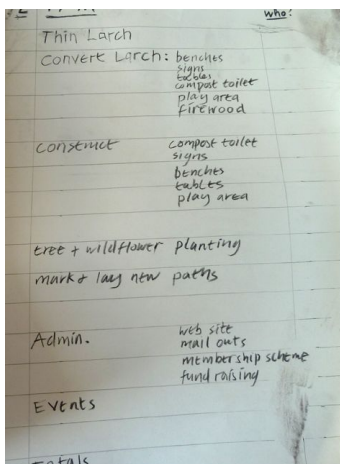 who?
Thin Larch
Convert Larch: benches
signs
tables
compost toilet
play area
firewood
construct compost toilet
signs
benches
tables
play area
tree + wildflower planting
mark + lay new paths
Admin. web site
mail outs
membership scheme
fund raising
Events
Totals